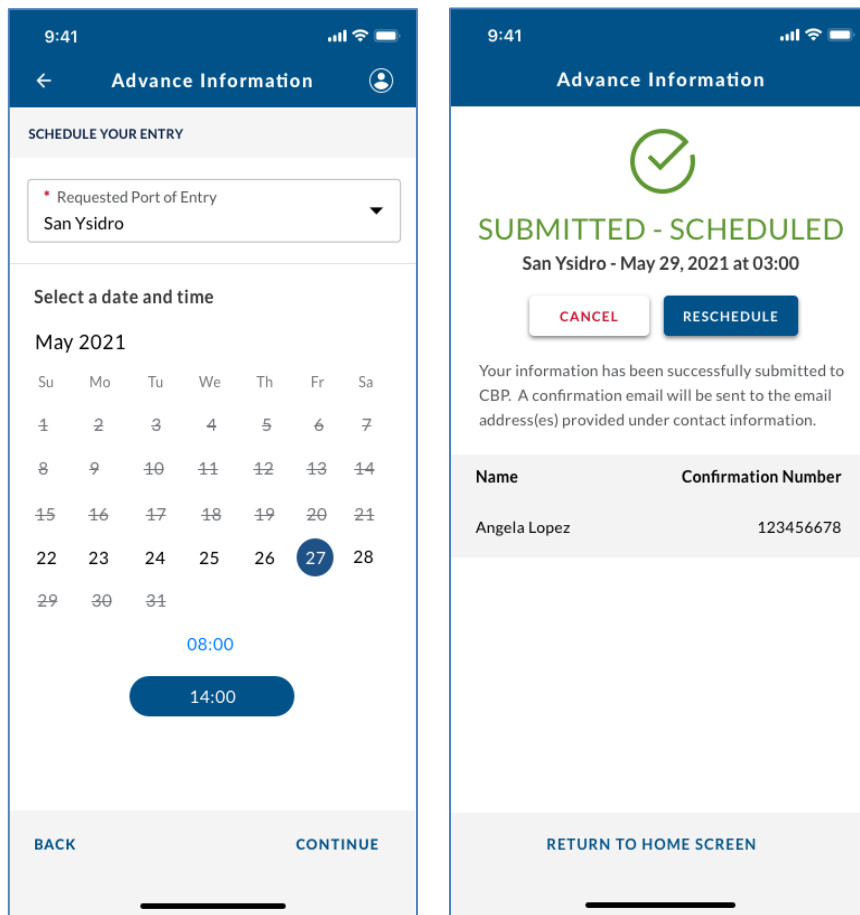 9:41
Advance Information
SCHEDULE YOUR ENTRY
* Requested Port of Entry
San Ysidro
Select a date and time
May 2021
Su Mo Tu We Th Fr Sa
1 2 3 4 5 6 7
8 9 10 11 12 13 14
15 16 17 18 19 20 21
22 23 24 25 26 27 28
29 30 31
08:00
14:00
BACK CONTINUE
9:41
Advance Information
SUBMITTED - SCHEDULED
San Ysidro - May 29, 2021 at 03:00
CANCEL RESCHEDULE
Your information has been successfully submitted to
CBP. A confirmation email will be sent to the email
address(es) provided under contact information.
Name Confirmation Number
Angela Lopez 123456678
RETURN TO HOME SCREEN